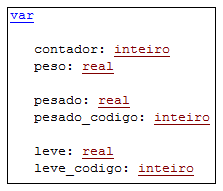 var
contador: inteiro
peso: real
pesado: real
pesado_codigo: inteiro
leve: real
leve_codigo: inteiro